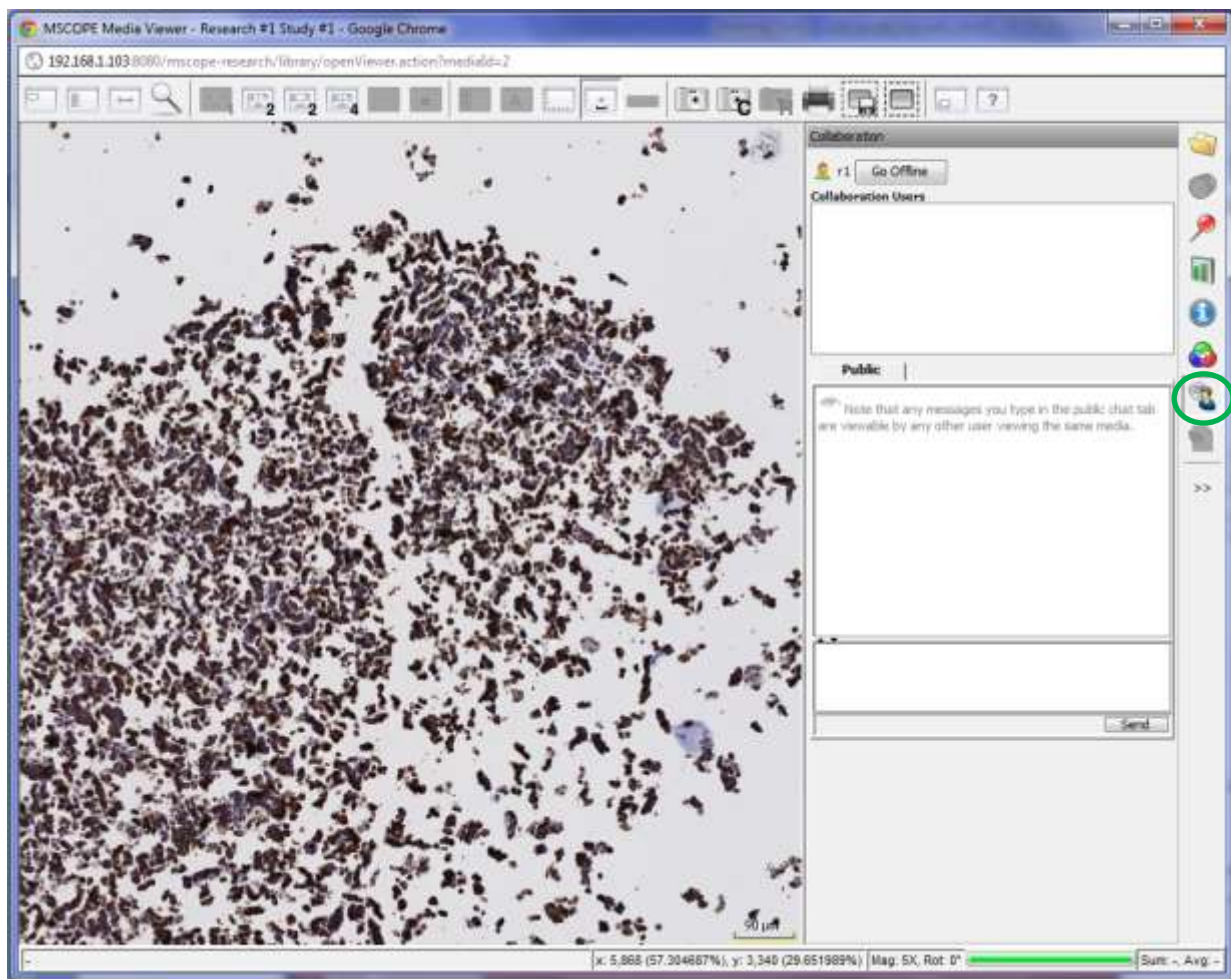 MSCOPE Media Viewer - Research #1 Study #1 - Google Chrome
192.168.1.103:8080/mscope-research/library/openViewer.action?mediaId=2
2 2 4 C ?
Collaboration
r1 Go Offline
Collaboration Users
Public
Note that any messages you type in the public chat tab
are viewable by any other user viewing the same media.
>>
Send
90 µm
- x: 5,868 (57.304687%), y: 3,340 (29.651989%) Mag: 5X, Rot: 0° Sum: -, Avg: -